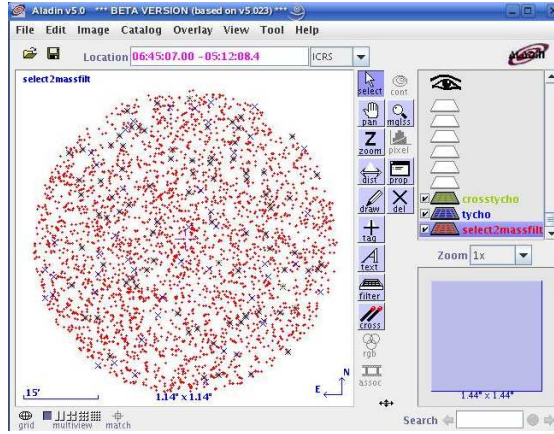 Aladin v5.0 *** BETA VERSION (based on v5.023) ***
File Edit Image Catalog Overlay View Tool Help
Location 06:45:07.00 -05:12:08.4 ICRS
Aladin
select2massfilt
select cont
pan mglss
zoom pixel
dist prop
draw del
tag
text
filter
cross
rgb
assoc
crosstycho
tycho
select2massfilt
Zoom 1x
15'
1.14° x 1.14°
N
E
1.44° x 1.44°
grid multiview match
Search